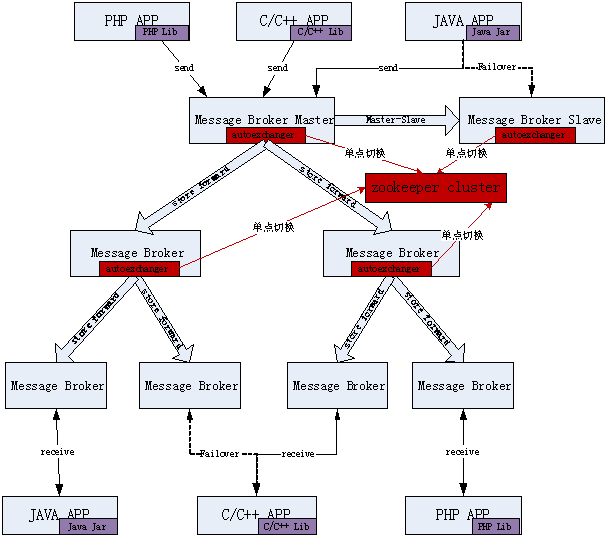 PHP APP
PHP Lib
C/C++ APP
C/C++ Lib
JAVA APP
Java Jar
send
send
send
Failover
Message Broker Master
autoexchanger
Master-Slave
Message Broker Slave
autoexchanger
单点切换
单点切换
zookeeper cluster
store forward
store forward
单点切换
单点切换
Message Broker
autoexchanger
Message Broker
autoexchanger
store forward
store forward
store forward
store forward
Message Broker
Message Broker
Message Broker
Message Broker
receive
Failover
receive
receive
JAVA APP
Java Jar
C/C++ APP
C/C++ Lib
PHP APP
PHP Lib